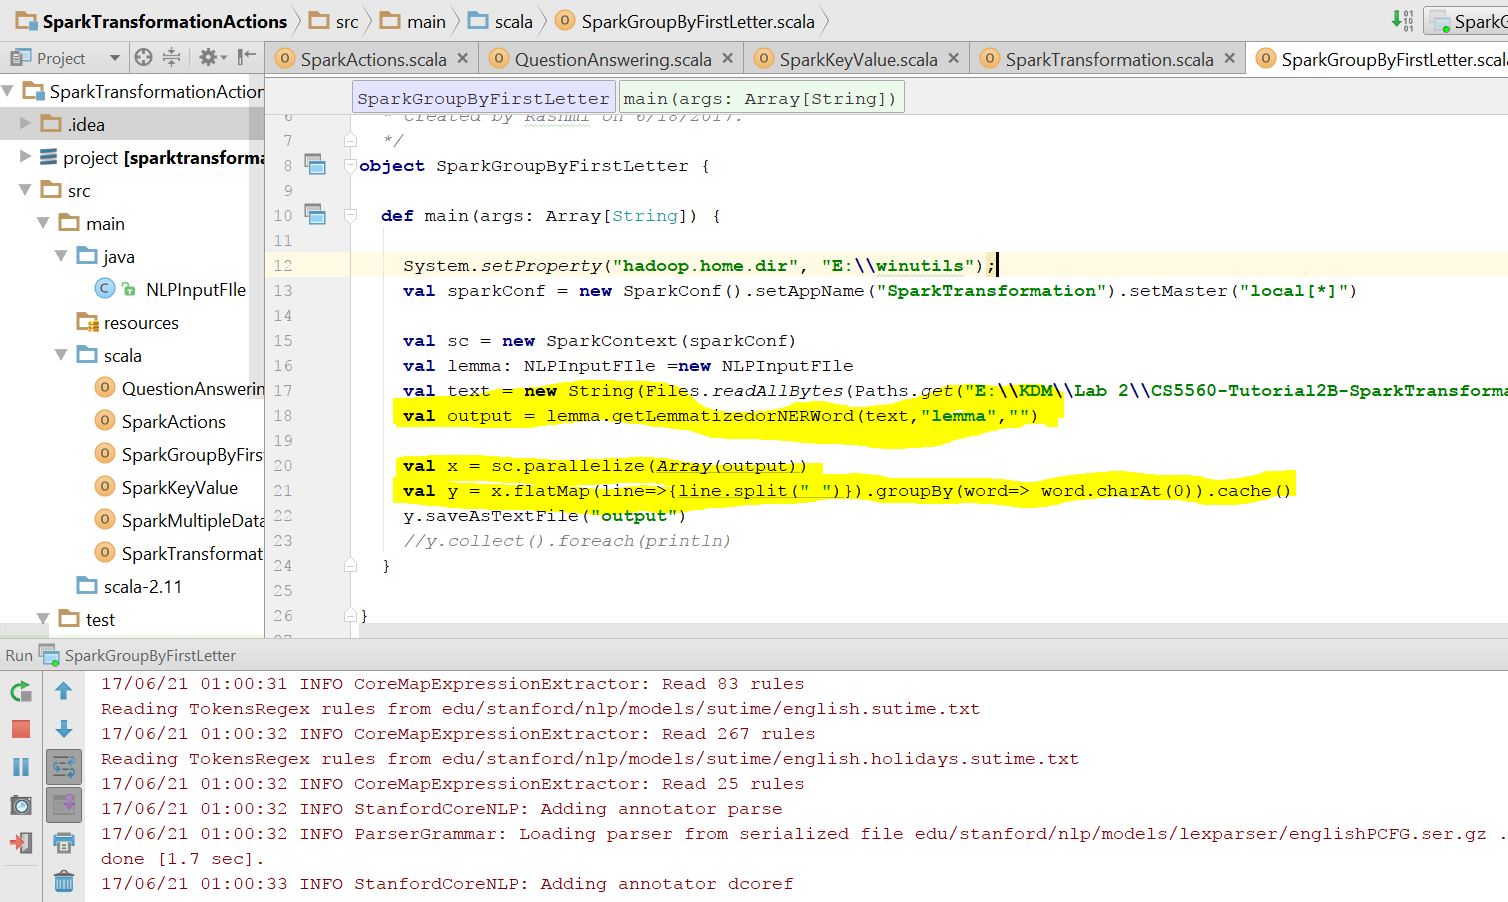 SparkTransformationActions src main scala SparkGroupByFirstLetter.scala
Project SparkActions.scala QuestionAnswering.scala SparkKeyValue.scala SparkTransformation.scala SparkGroupByFirstLetter.scala
SparkTransformationAction
.idea
project [sparktransforma
src
main
java
NLPInputFIle
resources
scala
QuestionAnswerin
SparkActions
SparkGroupByFirs
SparkKeyValue
SparkMultipleData
SparkTransformat
scala-2.11
test
SparkGroupByFirstLetter main(args: Array[String])
6 * Created by Rashmi on 6/18/2017.
7 */
8 object SparkGroupByFirstLetter {
9
10 def main(args: Array[String]) {
11
12 System.setProperty("hadoop.home.dir", "E:\\winutils");
13 val sparkConf = new SparkConf().setAppName("SparkTransformation").setMaster("local[*]")
14
15 val sc = new SparkContext(sparkConf)
16 val lemma: NLPInputFIle =new NLPInputFIle
17 val text = new String(Files.readAllBytes(Paths.get("E:\\KDM\\Lab 2\\CS5560-Tutorial2B-SparkTransforma
18 val output = lemma.getLemmatizedorNERWord(text,"lemma","")
19
20 val x = sc.parallelize(Array(output))
21 val y = x.flatMap(line=>{line.split(" ")}).groupBy(word=> word.charAt(0)).cache()
22 y.saveAsTextFile("output")
23 //y.collect().foreach(println)
24 }
25
26 }
Run SparkGroupByFirstLetter
17/06/21 01:00:31 INFO CoreMapExpressionExtractor: Read 83 rules
Reading TokensRegex rules from edu/stanford/nlp/models/sutime/english.sutime.txt
17/06/21 01:00:32 INFO CoreMapExpressionExtractor: Read 267 rules
Reading TokensRegex rules from edu/stanford/nlp/models/sutime/english.holidays.sutime.txt
17/06/21 01:00:32 INFO CoreMapExpressionExtractor: Read 25 rules
17/06/21 01:00:32 INFO StanfordCoreNLP: Adding annotator parse
17/06/21 01:00:32 INFO ParserGrammar: Loading parser from serialized file edu/stanford/nlp/models/lexparser/englishPCFG.ser.gz .
done [1.7 sec].
17/06/21 01:00:33 INFO StanfordCoreNLP: Adding annotator dcoref